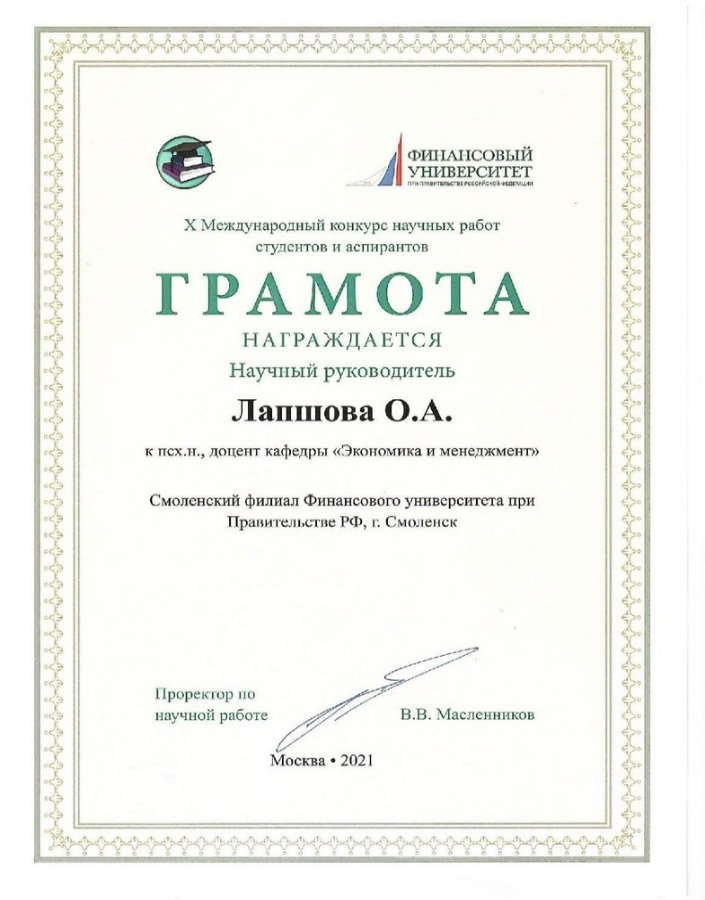 ФИНАНСОВЫЙ
УНИВЕРСИТЕТ
ПРИ ПРАВИТЕЛЬСТВЕ РОССИЙСКОЙ ФЕДЕРАЦИИ
X Международный конкурс научных работ
студентов и аспирантов
ГРАМОТА
НАГРАЖДАЕТСЯ
Научный руководитель
Лапшова О.А.
к псх.н., доцент кафедры «Экономика и менеджмент»
Смоленский филиал Финансового университета при
Правительстве РФ, г. Смоленск
Проректор по
научной работе
В.В. Масленников
Москва • 2021